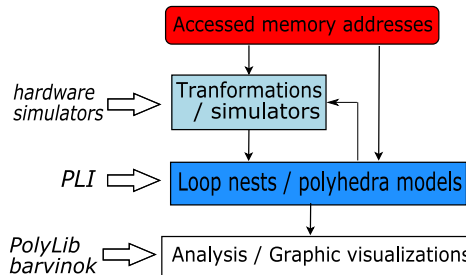 Accessed memory addresses
hardware
simulators
Tranformations
/ simulators
PLI
Loop nests / polyhedra models
PolyLib
barvinok
Analysis / Graphic visualizations